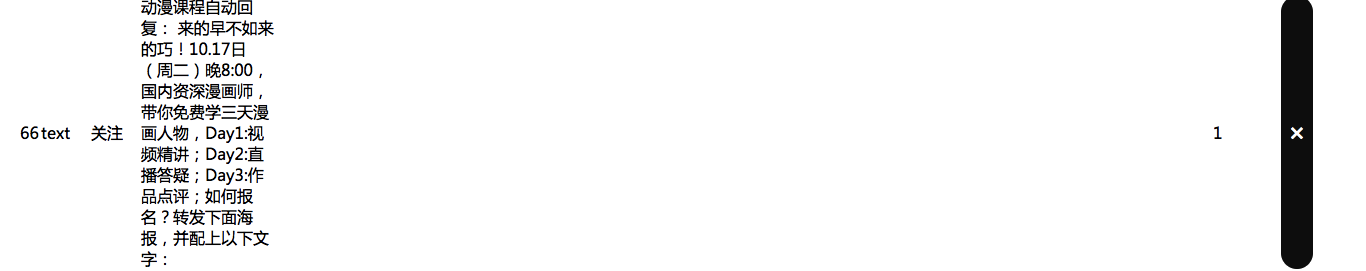 动漫课程自动回
复： 来的早不如来
的巧！10.17日
（周二）晚8:00，
国内资深漫画师，
带你免费学三天漫
66 text 关注 画人物，Day1:视 1 ×
频精讲；Day2:直
播答疑；Day3:作
品点评；如何报
名？转发下面海
报，并配上以下文
字：